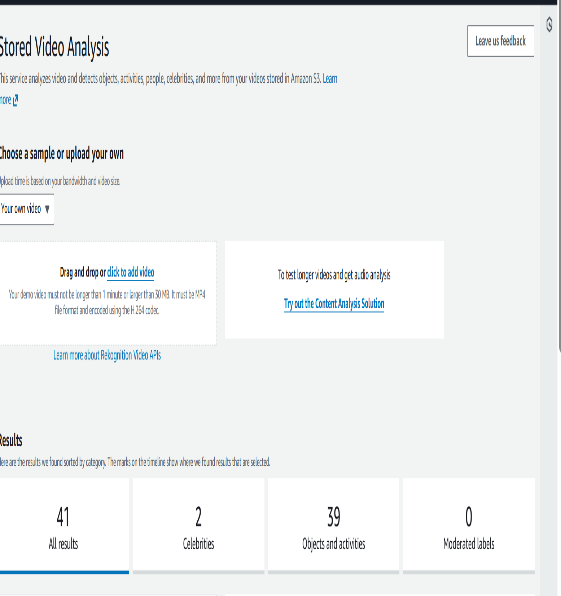 Stored Video Analysis
Leave us feedback
This service analyzes video and detects objects, activities, people, celebrities, and more from your videos stored in Amazon S3. Learn
more
Choose a sample or upload your own
Upload time is based on your bandwidth and video size.
Your own video
Drag and drop or click to add video
Your demo video must not be longer than 1 minute or larger than 30 MB. It must be MP4
file format and encoded using the H.264 codec.
To test longer videos and get audio analysis
Try out the Content Analysis Solution
Learn more about Rekognition Video APIs
Results
Here are the results we found sorted by category. The marks on the timeline show where we found results that are selected.
41
All results
2
Celebrities
39
Objects and activities
0
Moderated labels